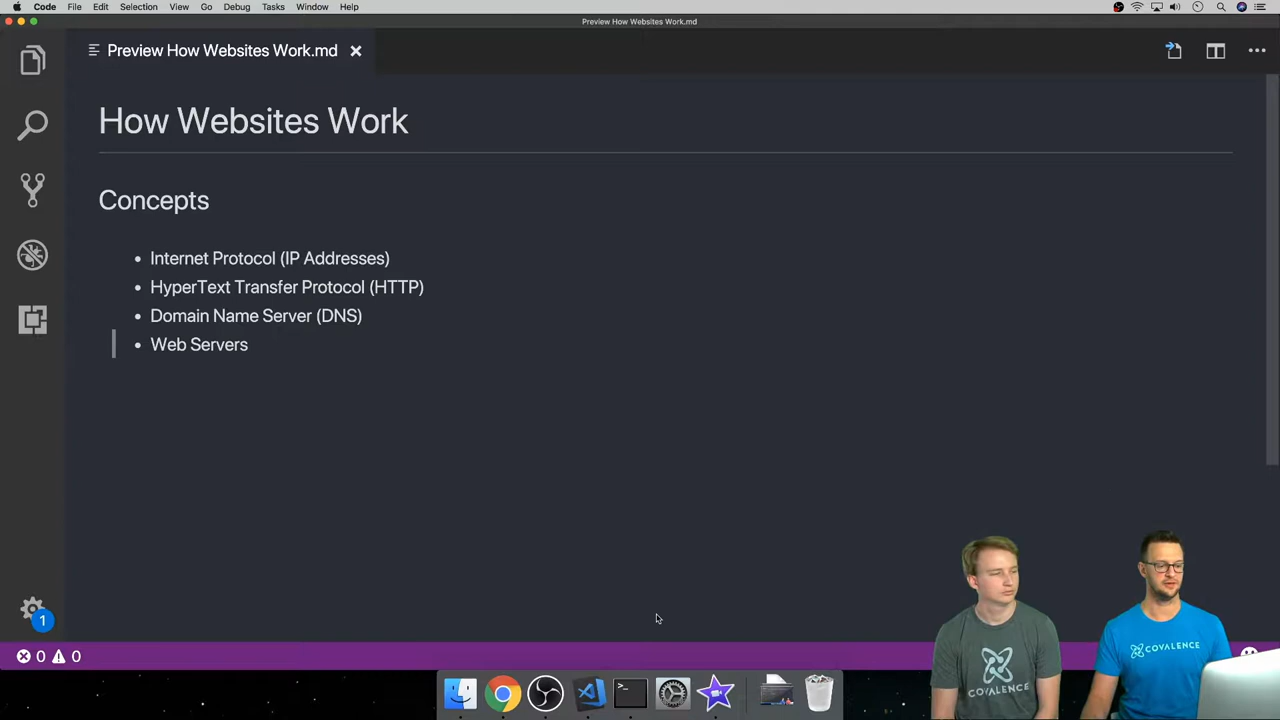 Code File Edit Selection View Go Debug Tasks Window Help
Preview How Websites Work.md
Preview How Websites Work.md
How Websites Work
Concepts
• Internet Protocol (IP Addresses)
• HyperText Transfer Protocol (HTTP)
• Domain Name Server (DNS)
• Web Servers
1
0 0
COVALENCE
COVALENCE